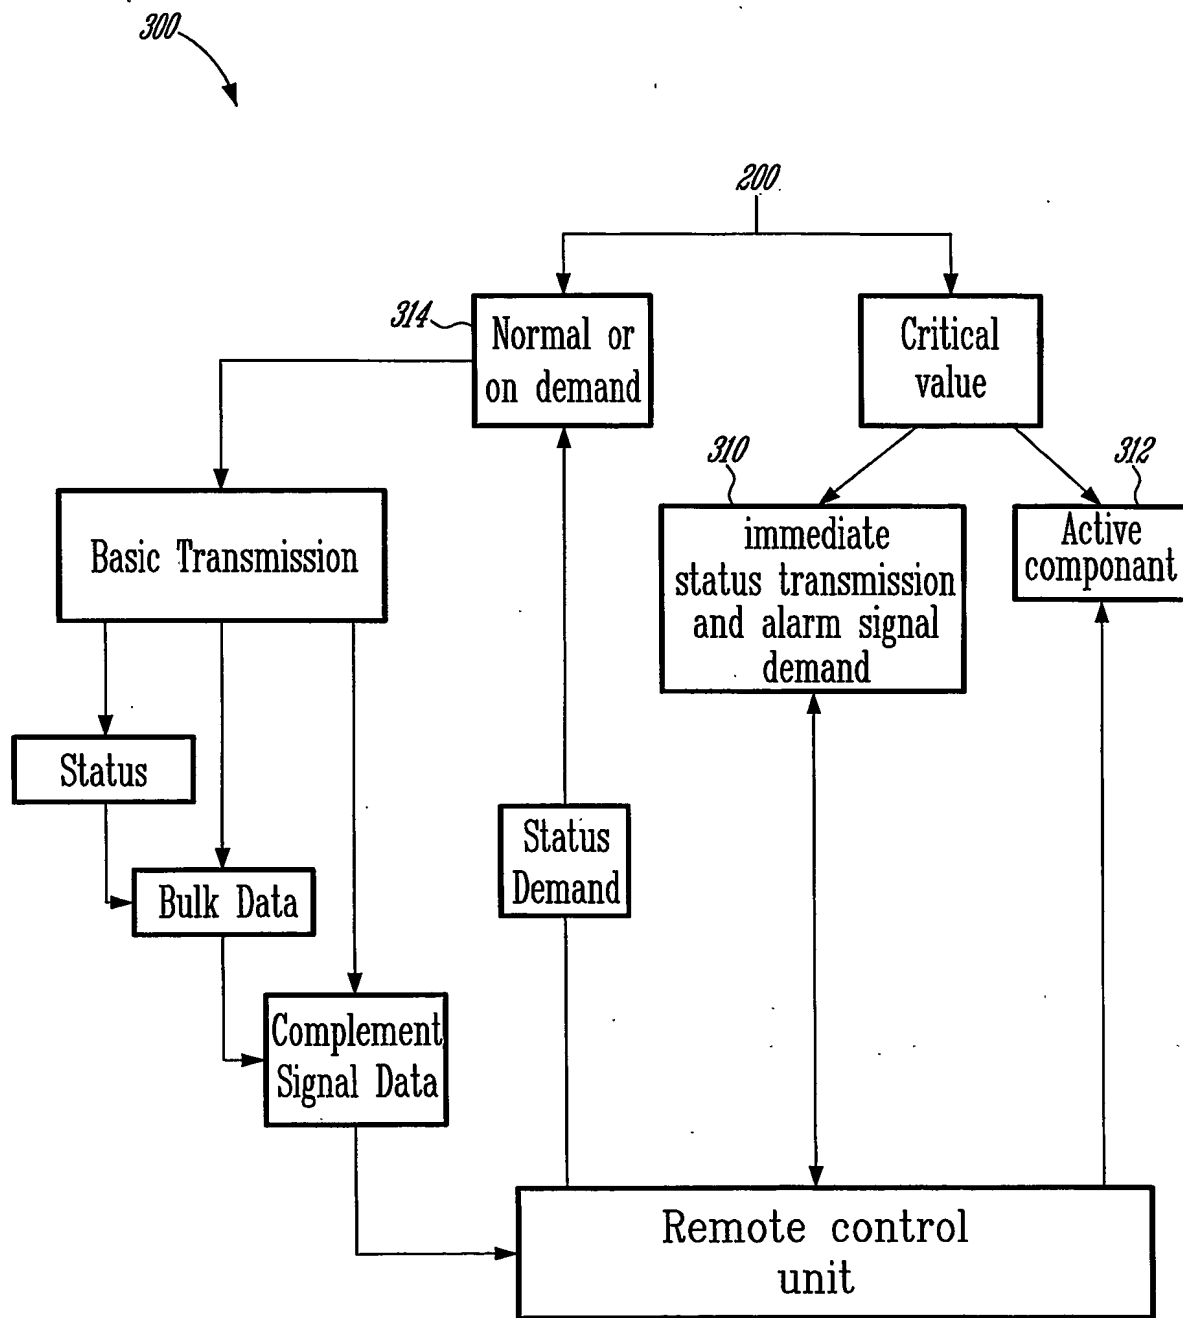 300
200
314
Normal or
on demand
Critical
value
310
312
Basic Transmission
immediate
status transmission
and alarm signal
demand
Active
componant
Status
Status
Demand
Bulk Data
Complement
Signal Data
Remote control
unit